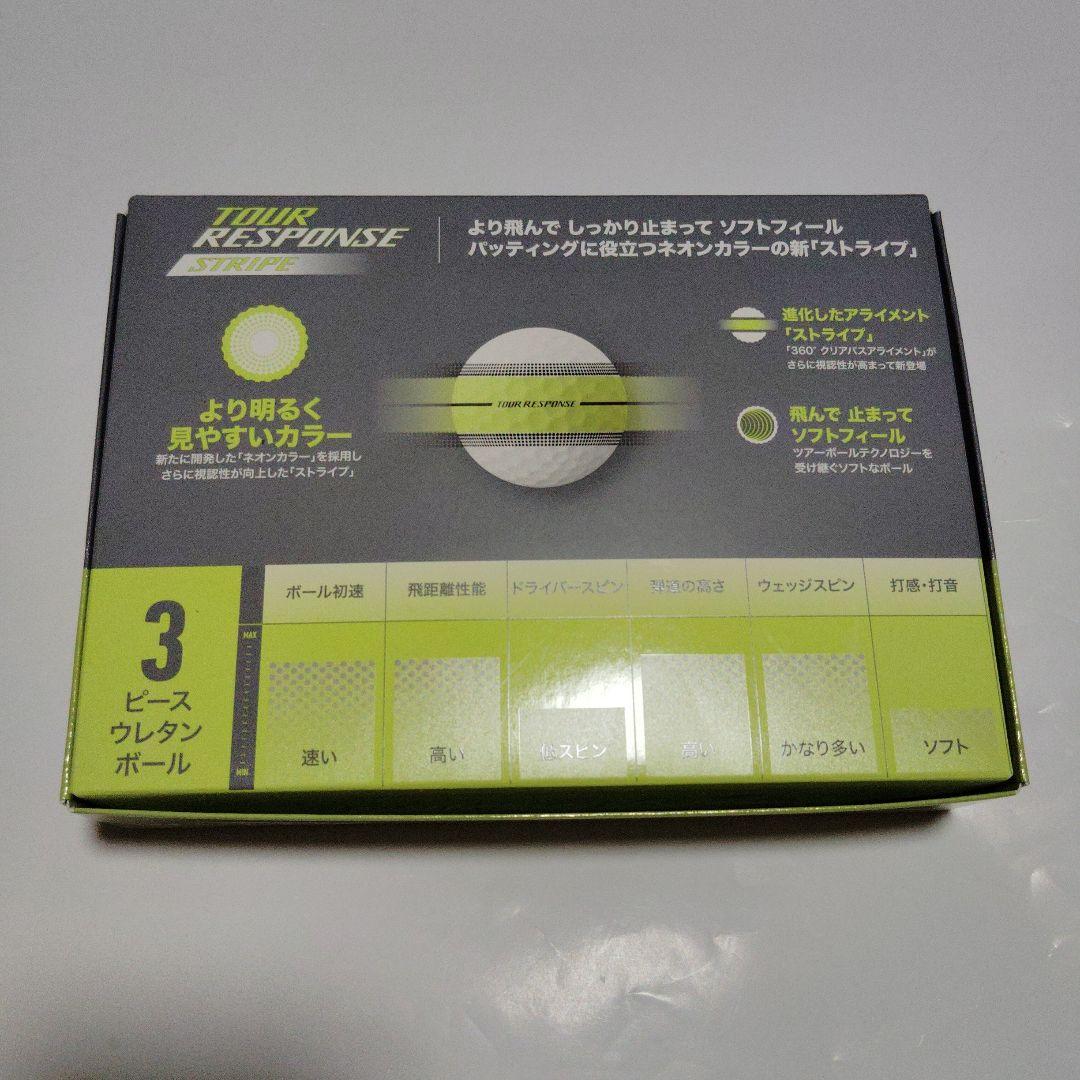 TOUR
RESPONSE
STRIPE
より飛んで しっかり止まって ソフトフィール
パッティングに役立つネオンカラーの新「ストライプ」
より明るく
見やすいカラー
新たに開発した「ネオンカラー」を採用し
さらに視認性が向上した「ストライプ」
TOUR RESPONSE
進化したアライメント
「ストライプ」
「360°クリアパスアライメント」が
さらに視認性が高まって新登場
飛んで 止まって
ソフトフィール
ツアーボールテクノロジーを
受け継ぐソフトなボール
3
ピース
ウレタン
ボール
MAX
MIN
ボール初速
飛距離性能
ドライバースピン
弾道の高さ
ウェッジスピン
打感・打音
速い
高い
低スピン
高い
かなり多い
ソフト